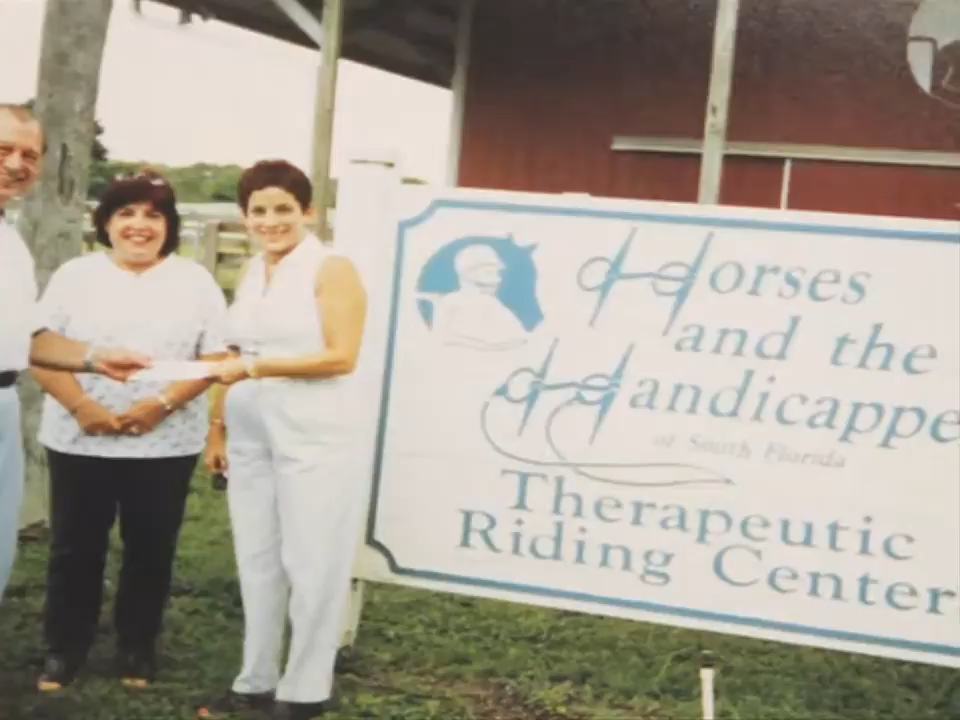 Horses
and the
Handicappe
of South Florida
Therapeutic
Riding Center